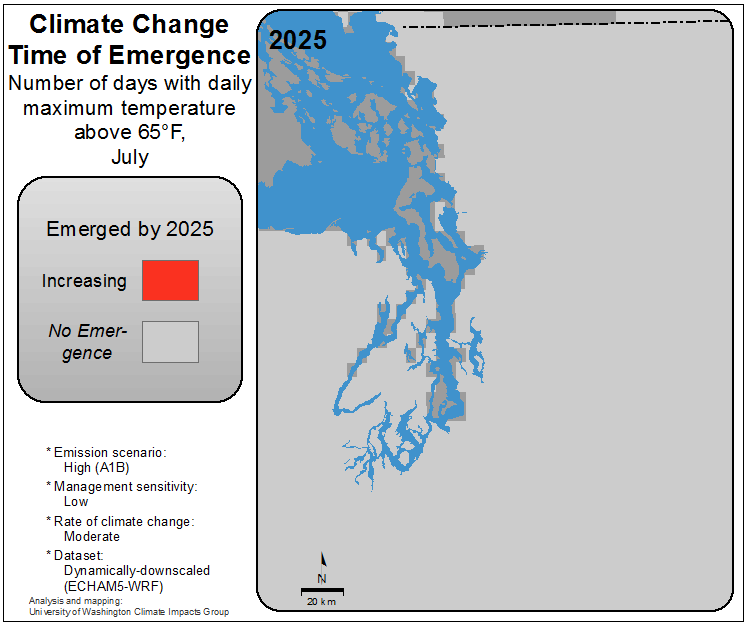 Climate Change
Time of Emergence
Number of days with daily
maximum temperature
above 65°F,
July
2025
Emerged by 2025
Increasing
No Emer-
gence
* Emission scenario:
High (A1B)
* Management sensitivity:
Low
* Rate of climate change:
Moderate
* Dataset:
Dynamically-downscaled
(ECHAM5-WRF)
Analysis and mapping:
University of Washington Climate Impacts Group
N
20 km